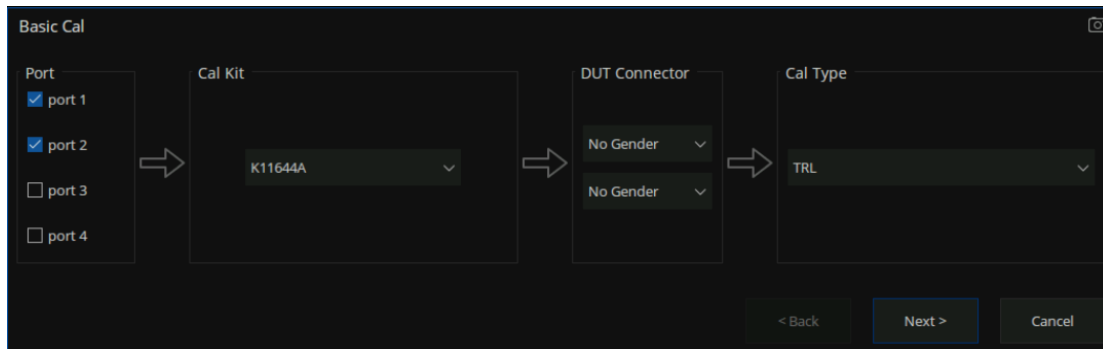 Basic Cal
Port
port 1
port 2
port 3
port 4
Cal Kit
K11644A
DUT Connector
No Gender
No Gender
Cal Type
TRL
< Back
Next >
Cancel